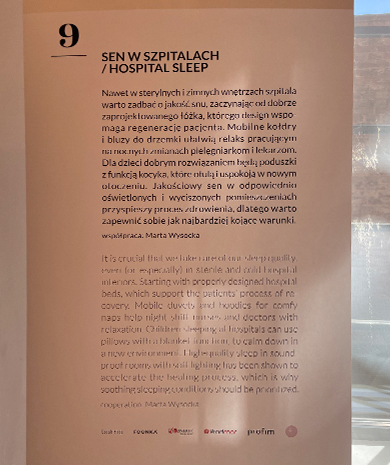 9
SEN W SZPITALACH
/ HOSPITAL SLEEP
Nawet w sterylnych i zimnych wnętrzach szpitala
warto zadbać o jakość snu, zaczynając od dobrze
zaprojektowanego łóżka, którego design wspo-
maga regenerację pacjenta. Mobilne kołdry
i bluzy do drzemki ułatwią relaks pracującym
na nocnych zmianach pielęgniarkom i lekarzom.
Dla dzieci dobrym rozwiązaniem będą poduszki
z funkcją kocyka, które otulą i uspokoją w nowym
otoczeniu. Jakościowy sen w odpowiednio
oświetlonych i wyciszonych pomieszczeniach
przyspieszy proces zdrowienia, dlatego warto
zapewnić sobie jak najbardziej kojące warunki.
współpraca: Marta Wysocka
It is crucial that we take care of our sleep quality,
even (or especially) in sterile and cold hospital
interiors. Starting with properly designed hospital
beds, which support the patients' process of re-
covery. Mobile duvets and hoodies for comfy
naps help night shift nurses and doctors with
relaxation. Children sleeping at hospitals can use
pillows with a blanket function, to calm down in
a new environment. High-quality sleep in sound-
proof rooms with soft lighting has been shown to
accelerate the healing process, which is why
soothing sleeping conditions should be prioritized.
cooperation: Marta Wysocka
profim